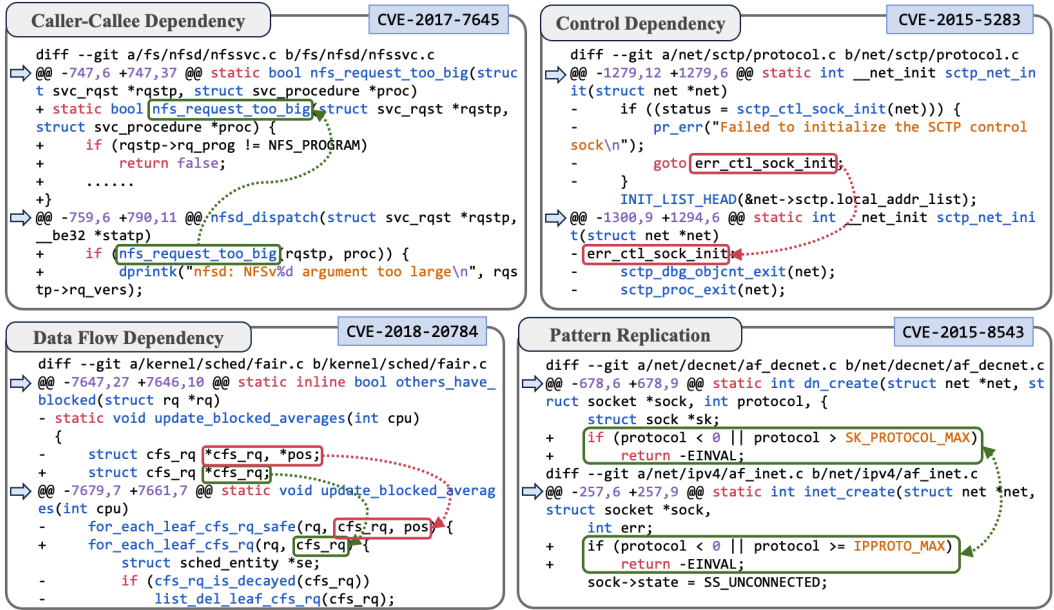 Caller-Callee Dependency
CVE-2017-7645
diff --git a/fs/nfsd/nfssvc.c b/fs/nfsd/nfssvc.c
@@ -747,6 +747,37 @@ static bool nfs_request_too_big(struc
t svc_rqst *rqstp, struct svc_procedure *proc)
+ static bool nfs_request_too_big(struct svc_rqst *rqstp,
struct svc_procedure *proc) {
+     if (rqstp->rq_prog != NFS_PROGRAM)
+         return false;
+     ......
+}
@@ -759,6 +790,11 @@ nfsd_dispatch(struct svc_rqst *rqstp,
__be32 *statp)
+     if (nfs_request_too_big(rqstp, proc)) {
+         dprintk("nfsd: NFSv%d argument too large\n", rqs
tp->rq_vers);
Control Dependency
CVE-2015-5283
diff --git a/net/sctp/protocol.c b/net/sctp/protocol.c
@@ -1279,12 +1279,6 @@ static int __net_init sctp_net_in
it(struct net *net)
-     if ((status = sctp_ctl_sock_init(net))) {
-         pr_err("Failed to initialize the SCTP control
sock\n");
-         goto err_ctl_sock_init;
-     }
INIT_LIST_HEAD(&net->sctp.local_addr_list);
@@ -1300,9 +1294,6 @@ static int __net_init sctp_net_ini
t(struct net *net)
- err_ctl_sock_init:
-     sctp_dbg_objcnt_exit(net);
-     sctp_proc_exit(net);
Data Flow Dependency
CVE-2018-20784
diff --git a/kernel/sched/fair.c b/kernel/sched/fair.c
@@ -7647,27 +7646,10 @@ static inline bool others_have_
blocked(struct rq *rq)
- static void update_blocked_averages(int cpu)
{
-     struct cfs_rq *cfs_rq, *pos;
+     struct cfs_rq *cfs_rq;
@@ -7679,7 +7661,7 @@ static void update_blocked_averag
es(int cpu)
-     for_each_leaf_cfs_rq_safe(rq, cfs_rq, pos) {
+     for_each_leaf_cfs_rq(rq, cfs_rq) {
struct sched_entity *se;
-         if (cfs_rq_is_decayed(cfs_rq))
-             list_del_leaf_cfs_rq(cfs_rq);
Pattern Replication
CVE-2015-8543
diff --git a/net/decnet/af_decnet.c b/net/decnet/af_decnet.c
@@ -678,6 +678,9 @@ static int dn_create(struct net *net, st
ruct socket *sock, int protocol, {
struct sock *sk;
+     if (protocol < 0 || protocol > SK_PROTOCOL_MAX)
+         return -EINVAL;
diff --git a/net/ipv4/af_inet.c b/net/ipv4/af_inet.c
@@ -257,6 +257,9 @@ static int inet_create(struct net *net,
struct socket *sock,
int err;
+     if (protocol < 0 || protocol >= IPPROTO_MAX)
+         return -EINVAL;
sock->state = SS_UNCONNECTED;